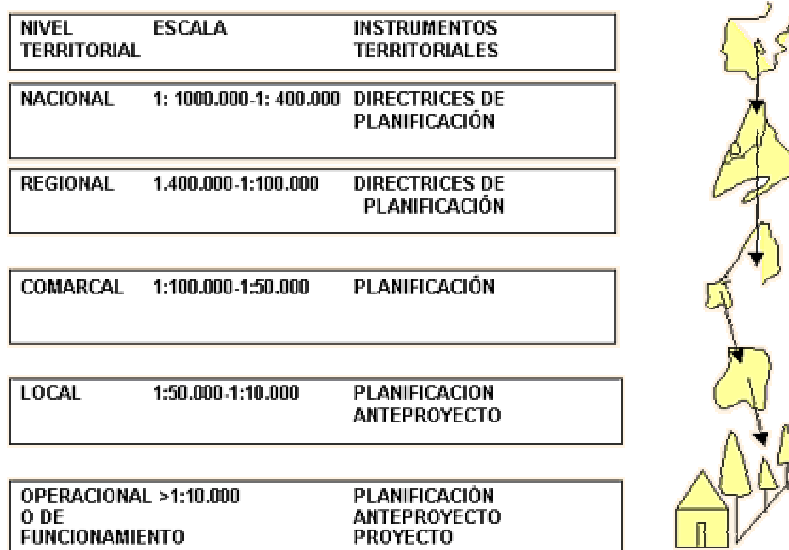 NIVEL ESCALA INSTRUMENTOS
TERRITORIAL TERRITORIALES
NACIONAL 1: 1000.000-1: 400.000 DIRECTRICES DE
PLANIFICACIÓN
REGIONAL 1.400.000-1:100.000 DIRECTRICES DE
PLANIFICACIÓN
COMARCAL 1:100.000-1:50.000 PLANIFICACIÓN
LOCAL 1:50.000-1:10.000 PLANIFICACION
ANTEPROYECTO
OPERACIONAL >1:10.000 PLANIFICACIÓN
O DE ANTEPROYECTO
FUNCIONAMIENTO PROYECTO